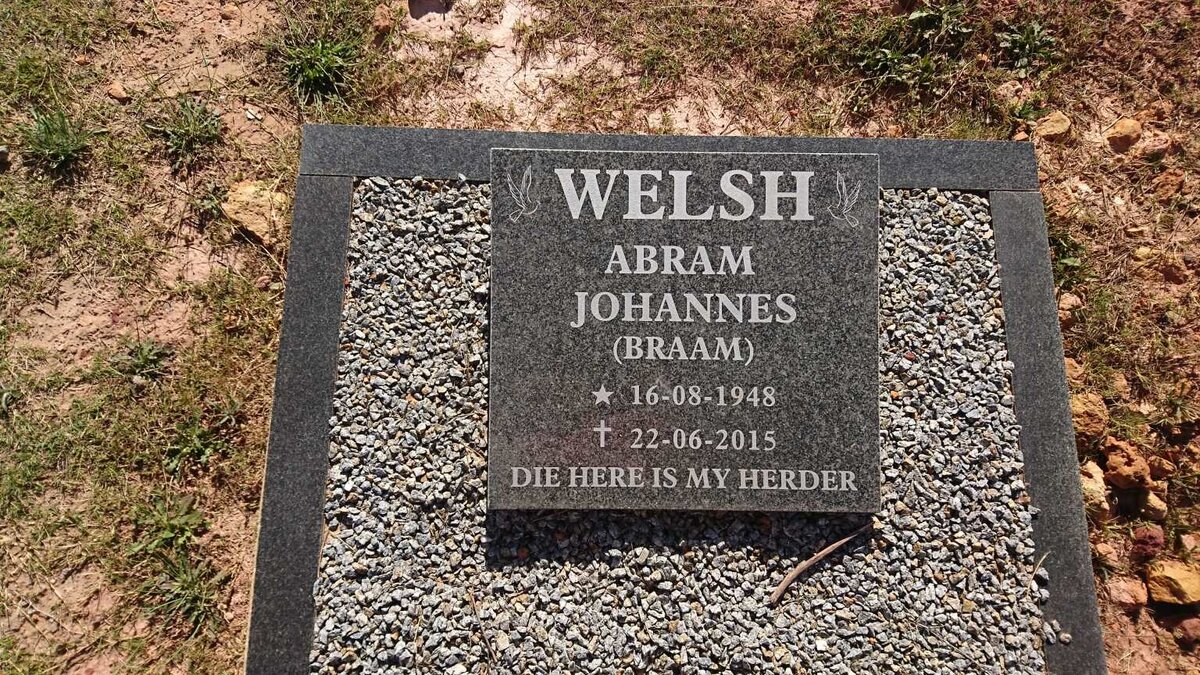 WELSH
ABRAM
JOHANNES
(BRAAM)
★ 16-08-1948
✝ 22-06-2015
DIE HERE IS MY HERDER